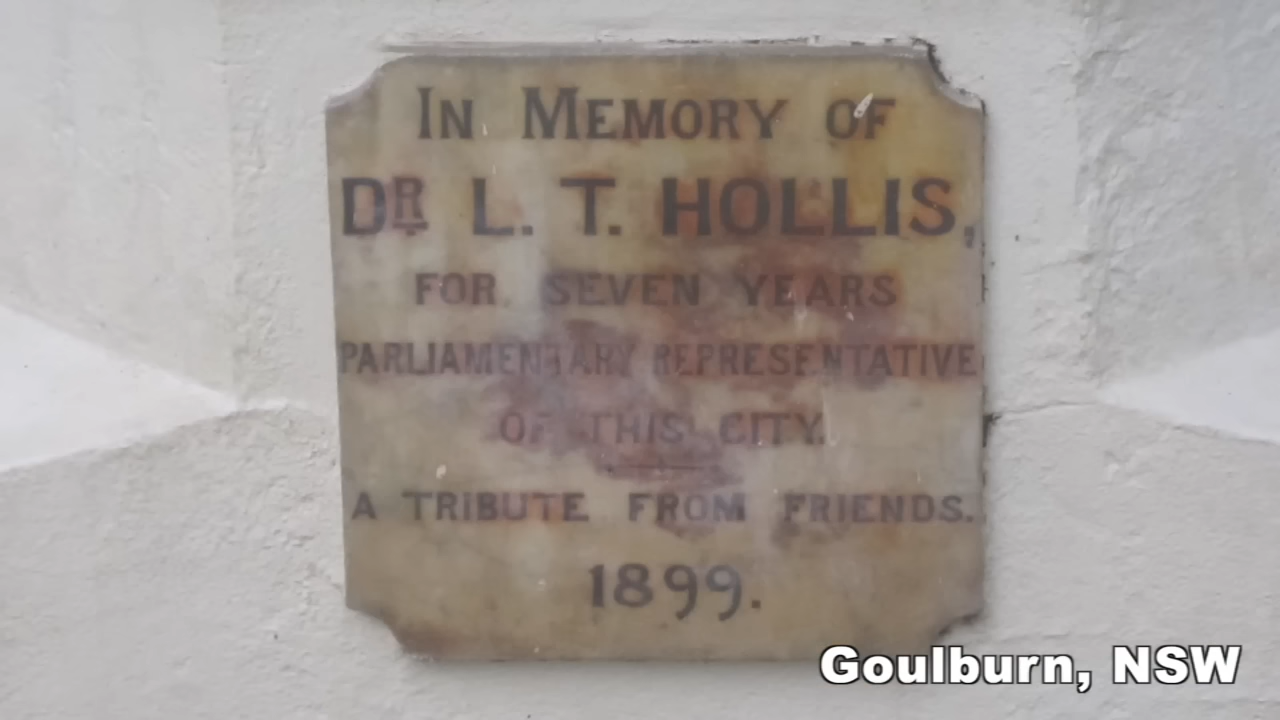 IN MEMORY OF
DR L. T. HOLLIS,
FOR SEVEN YEARS
PARLIAMENTARY REPRESENTATIVE
OF THIS CITY.
A TRIBUTE FROM FRIENDS.
1899.
Goulburn, NSW